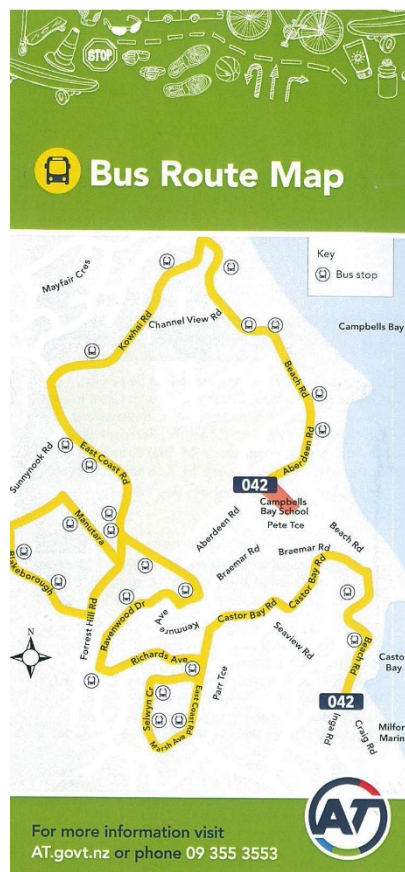 STOP
Bus Route Map
Key
Bus stop
Mayfair Cres
Channel View Rd
Kowhai Rd
Campbells Bay
Beach Rd
Sunnynook Rd
East Coast Rd
Aberdeen Rd
042
Campbells
Bay School
Pete Tce
Manutara
Aberdeen Rd
Beach Rd
Braemar Rd
Braemar Rd
Blakeborough
Forrest Hill Rd
Ravenwood Dr
Kenmure
Ave
Castor Bay Rd
Castor Bay Rd
Seaview Rd
Beach Rd
N
Richards Ave
Parr Tce
Casto
Bay
Selwyn Cr
East Coast Rd
Marsh Ave
042
Inga Rd
Craig Rd
Milfor
Marin
For more information visit
AT.govt.nz or phone 09 355 3553
AT